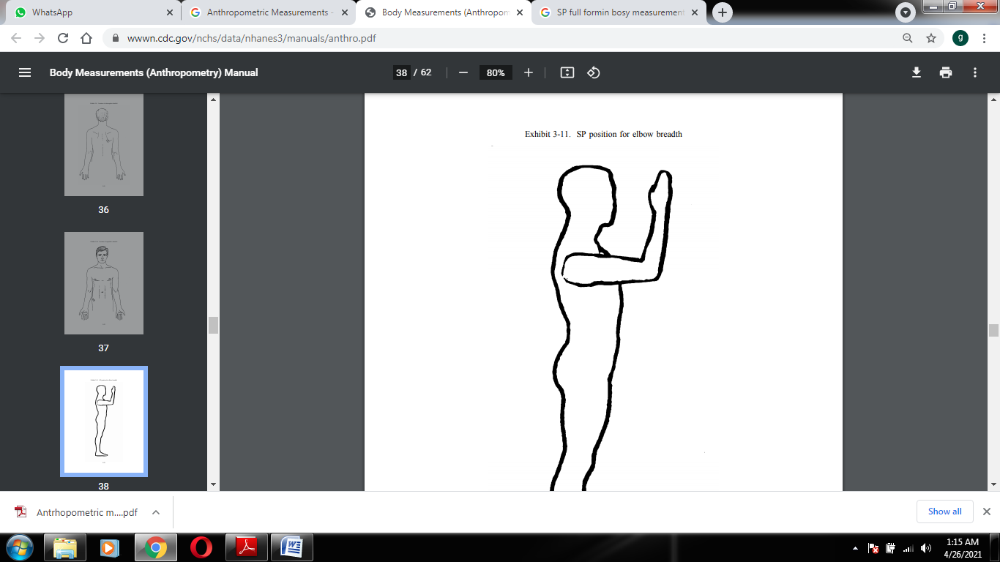 WhatsApp
Anthropometric Measurements -
Body Measurements (Anthropom
SP full formin bosy measurement
wwwn.cdc.gov/nchs/data/nhanes3/manuals/anthro.pdf
g
Body Measurements (Anthropometry) Manual
38 / 62
80%
36
37
38
Exhibit 3-11. SP position for elbow breadth
Antrhopometric m....pdf
Show all
1:15 AM
4/26/2021